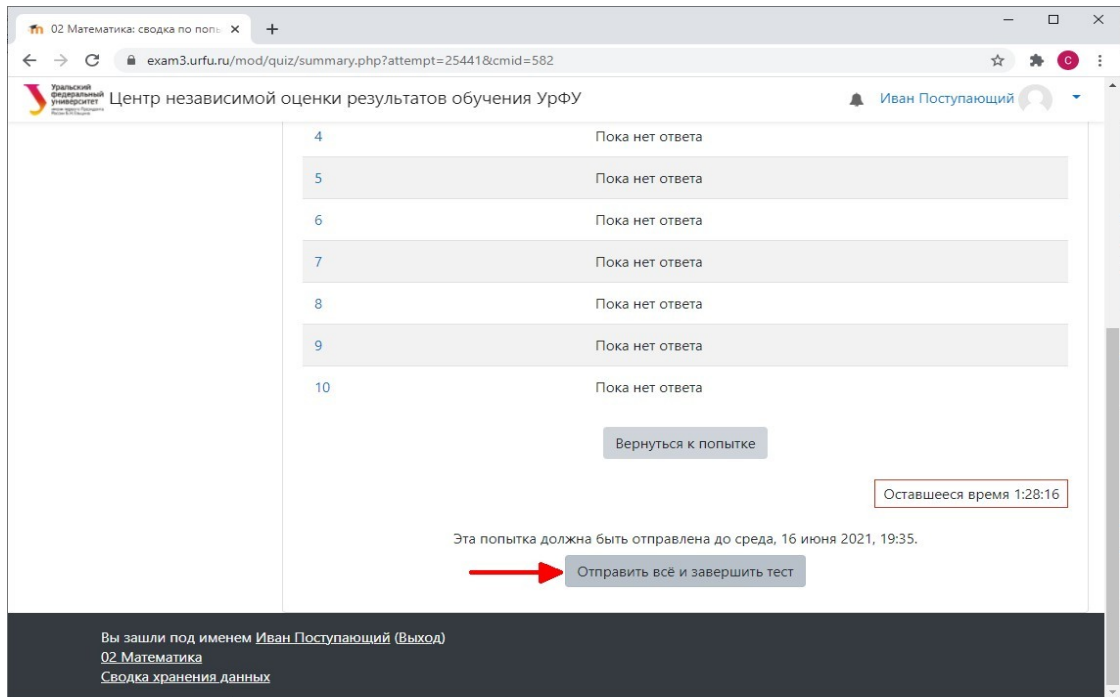 02 Математика: сводка по попы
exam3.urfu.ru/mod/quiz/summary.php?attempt=25441&cmid=582
C
Уральский
федеральный
университет
Центр независимой оценки результатов обучения УрФУ
Иван Поступающий
4 Пока нет ответа
5 Пока нет ответа
6 Пока нет ответа
7 Пока нет ответа
8 Пока нет ответа
9 Пока нет ответа
10 Пока нет ответа
Вернуться к попытке
Оставшееся время 1:28:16
Эта попытка должна быть отправлена до среда, 16 июня 2021, 19:35.
Отправить всё и завершить тест
Вы зашли под именем Иван Поступающий (Выход)
02 Математика
Сводка хранения данных